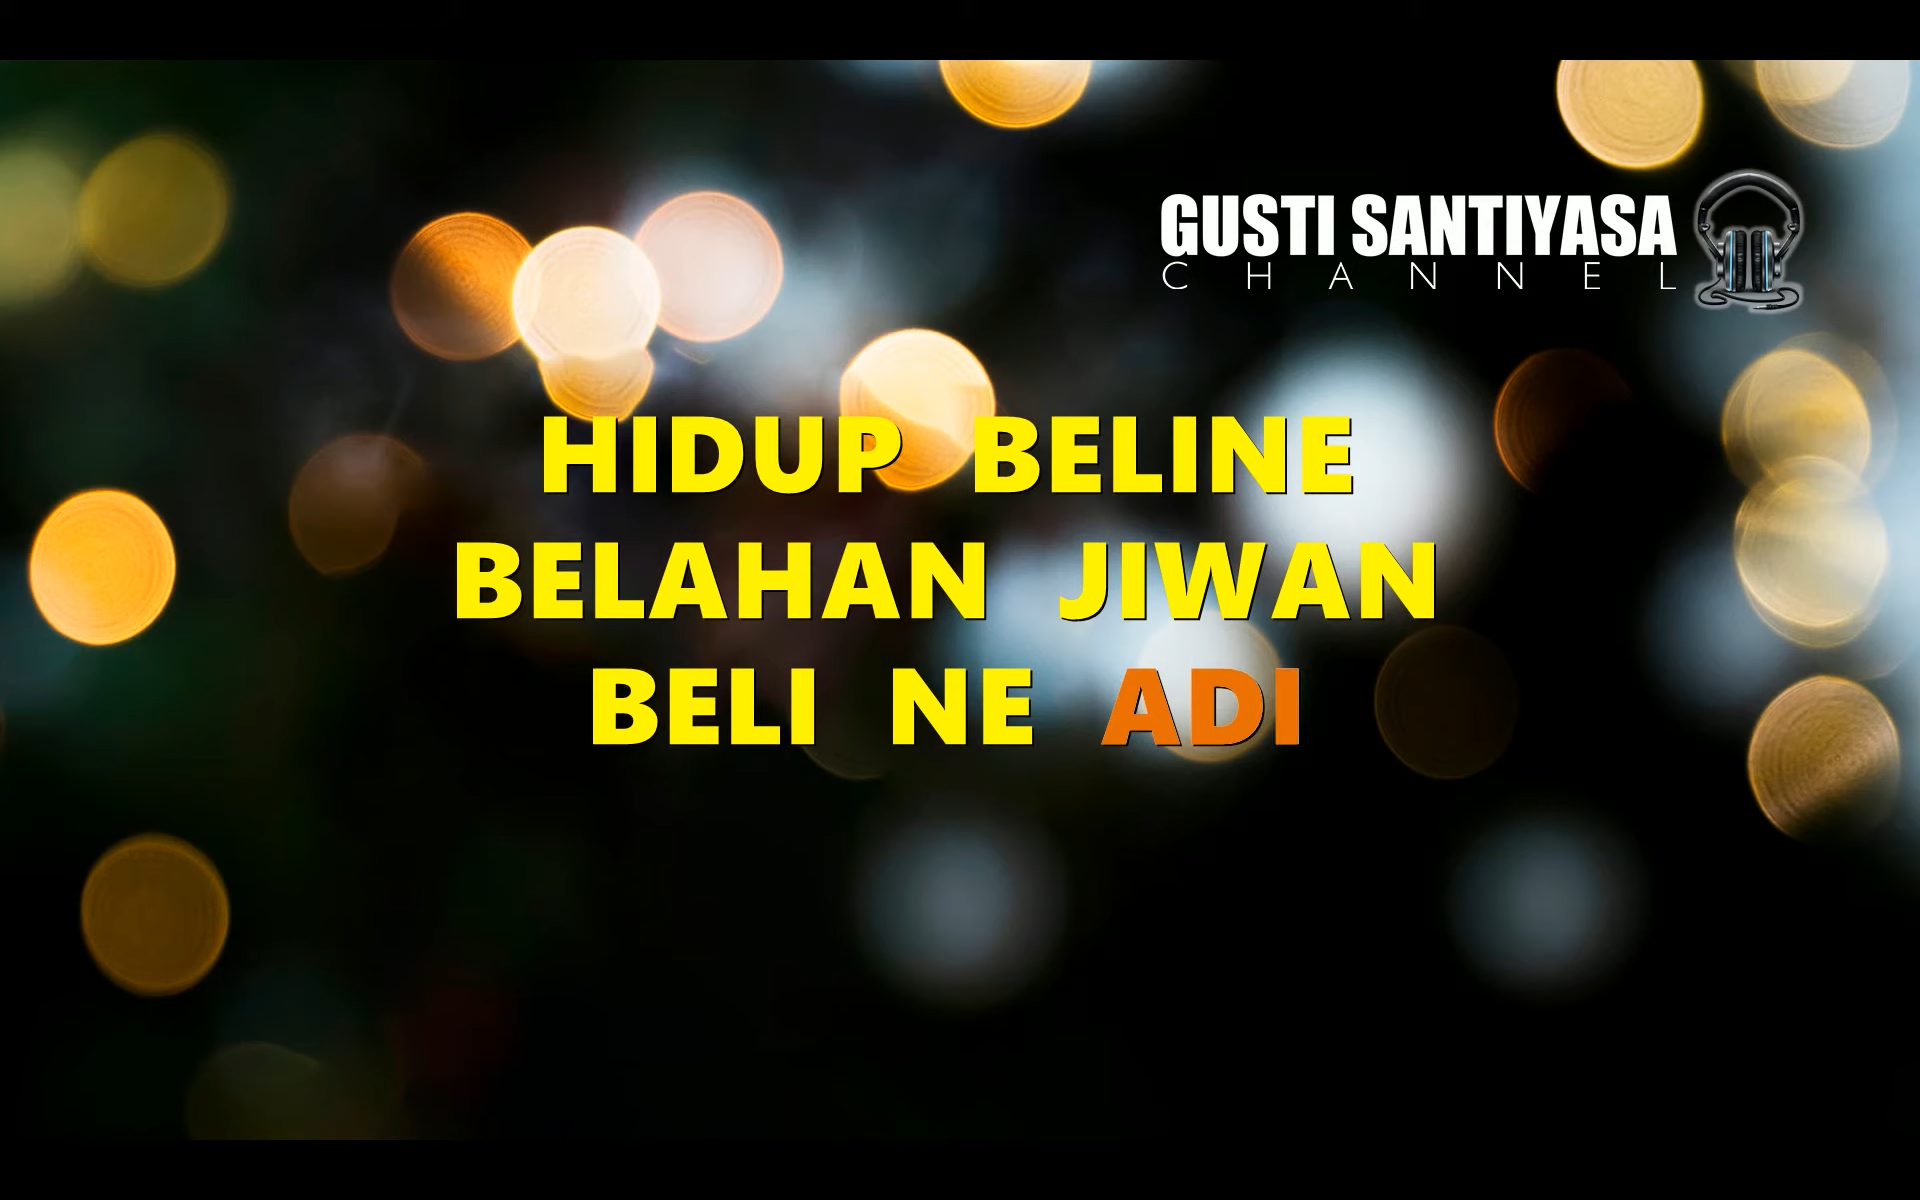 GUSTI SANTIYASA
CHANNEL
HIDUP BELINE
BELAHAN JIWAN
BELI NE ADI